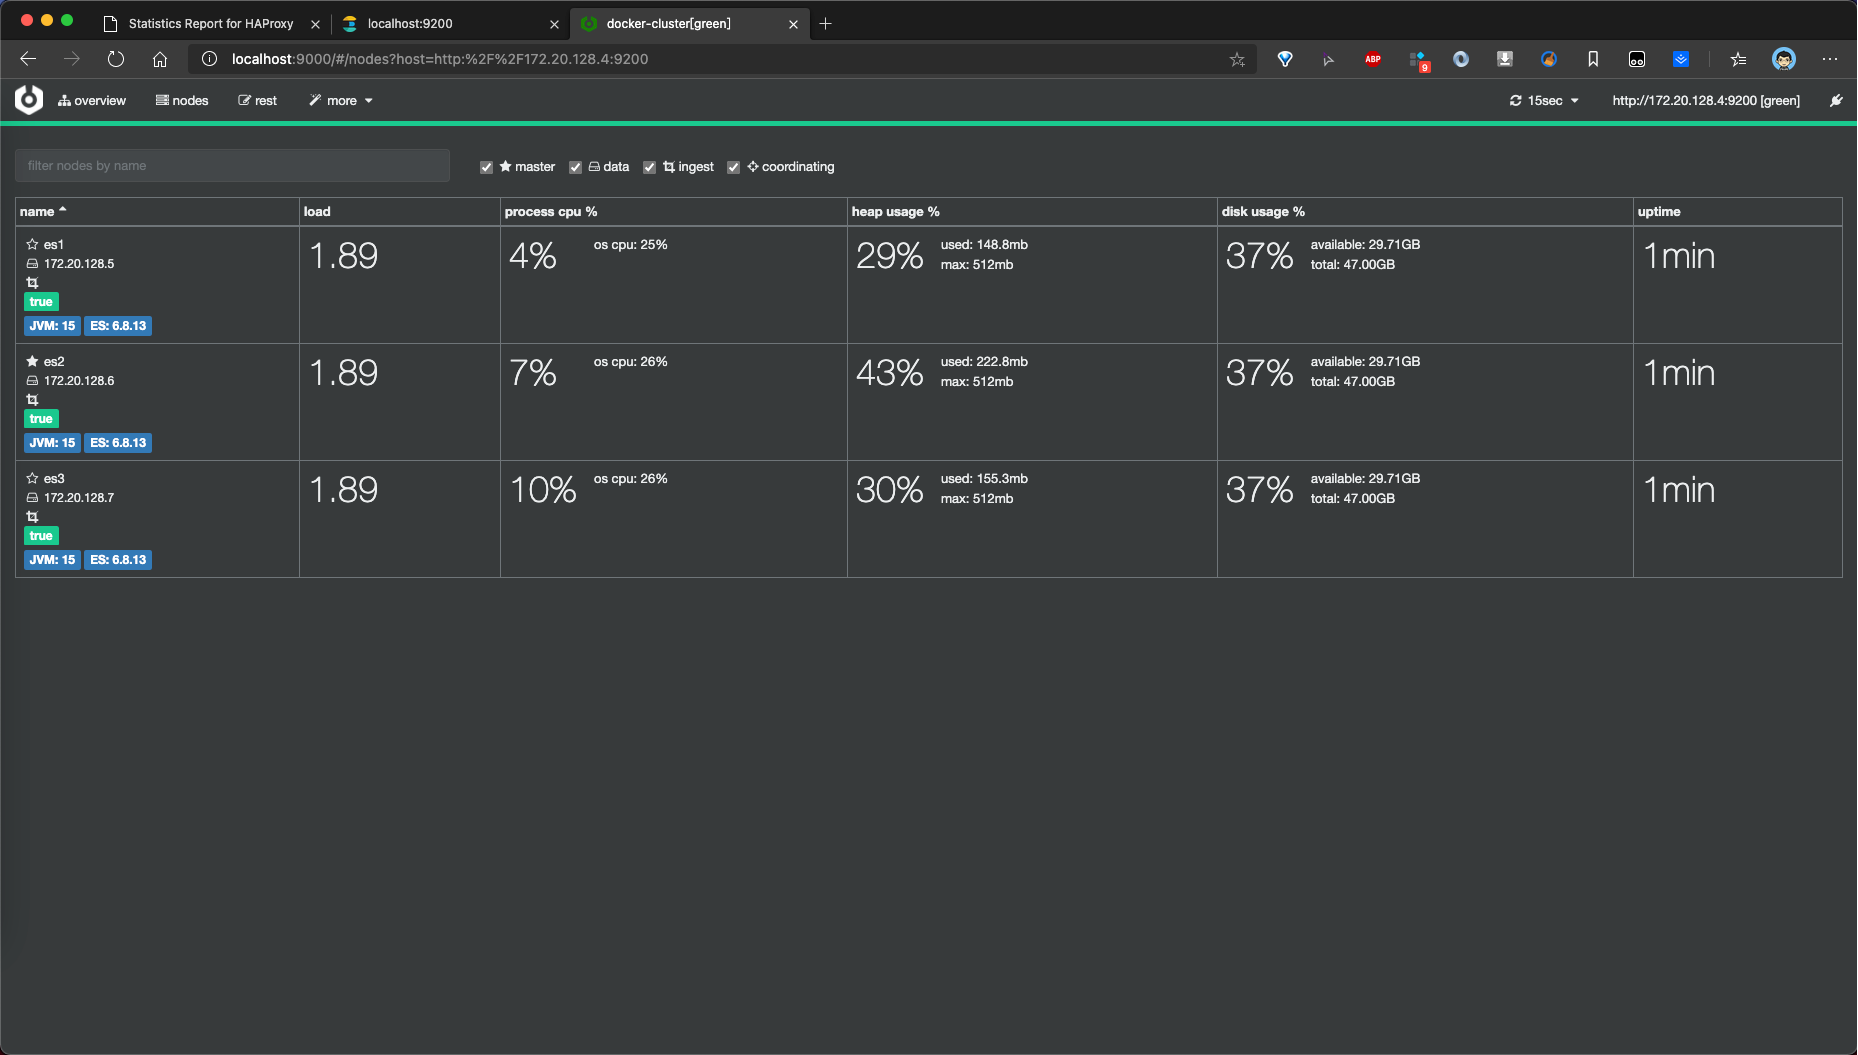 Statistics Report for HAProxy
localhost:9200
docker-cluster[green]
localhost:9000/#/nodes?host=http:%2F%2F172.20.128.4:9200
ABP
9
overview
nodes
rest
more
15sec
http://172.20.128.4:9200 [green]
filter nodes by name
master
data
ingest
coordinating
name
load
process cpu %
heap usage %
disk usage %
uptime
es1
172.20.128.5
true
JVM: 15
ES: 6.8.13
1.89
4%
os cpu: 25%
29%
used: 148.8mb
max: 512mb
37%
available: 29.71GB
total: 47.00GB
1min
es2
172.20.128.6
true
JVM: 15
ES: 6.8.13
1.89
7%
os cpu: 26%
43%
used: 222.8mb
max: 512mb
37%
available: 29.71GB
total: 47.00GB
1min
es3
172.20.128.7
true
JVM: 15
ES: 6.8.13
1.89
10%
os cpu: 26%
30%
used: 155.3mb
max: 512mb
37%
available: 29.71GB
total: 47.00GB
1min